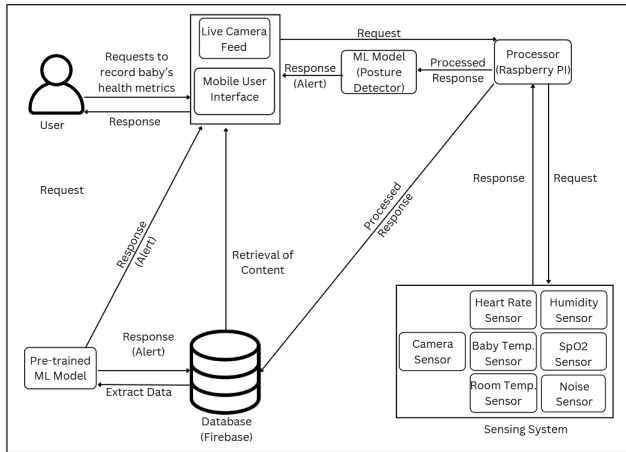 Live Camera
Feed
Mobile User
Interface
Requests to
record baby's
health metrics
Response
User
Request
Response
(Alert)
ML Model
(Posture
Detector)
Processed
Response
Processor
(Raspberry PI)
Request
Response
(Alert)
Retrieval of
Content
Processed
Response
Response
Request
Pre-trained
ML Model
Response
(Alert)
Extract Data
Database
(Firebase)
Heart Rate
Sensor
Humidity
Sensor
Camera
Sensor
Baby Temp.
Sensor
SpO2
Sensor
Room Temp.
Sensor
Noise
Sensor
Sensing System